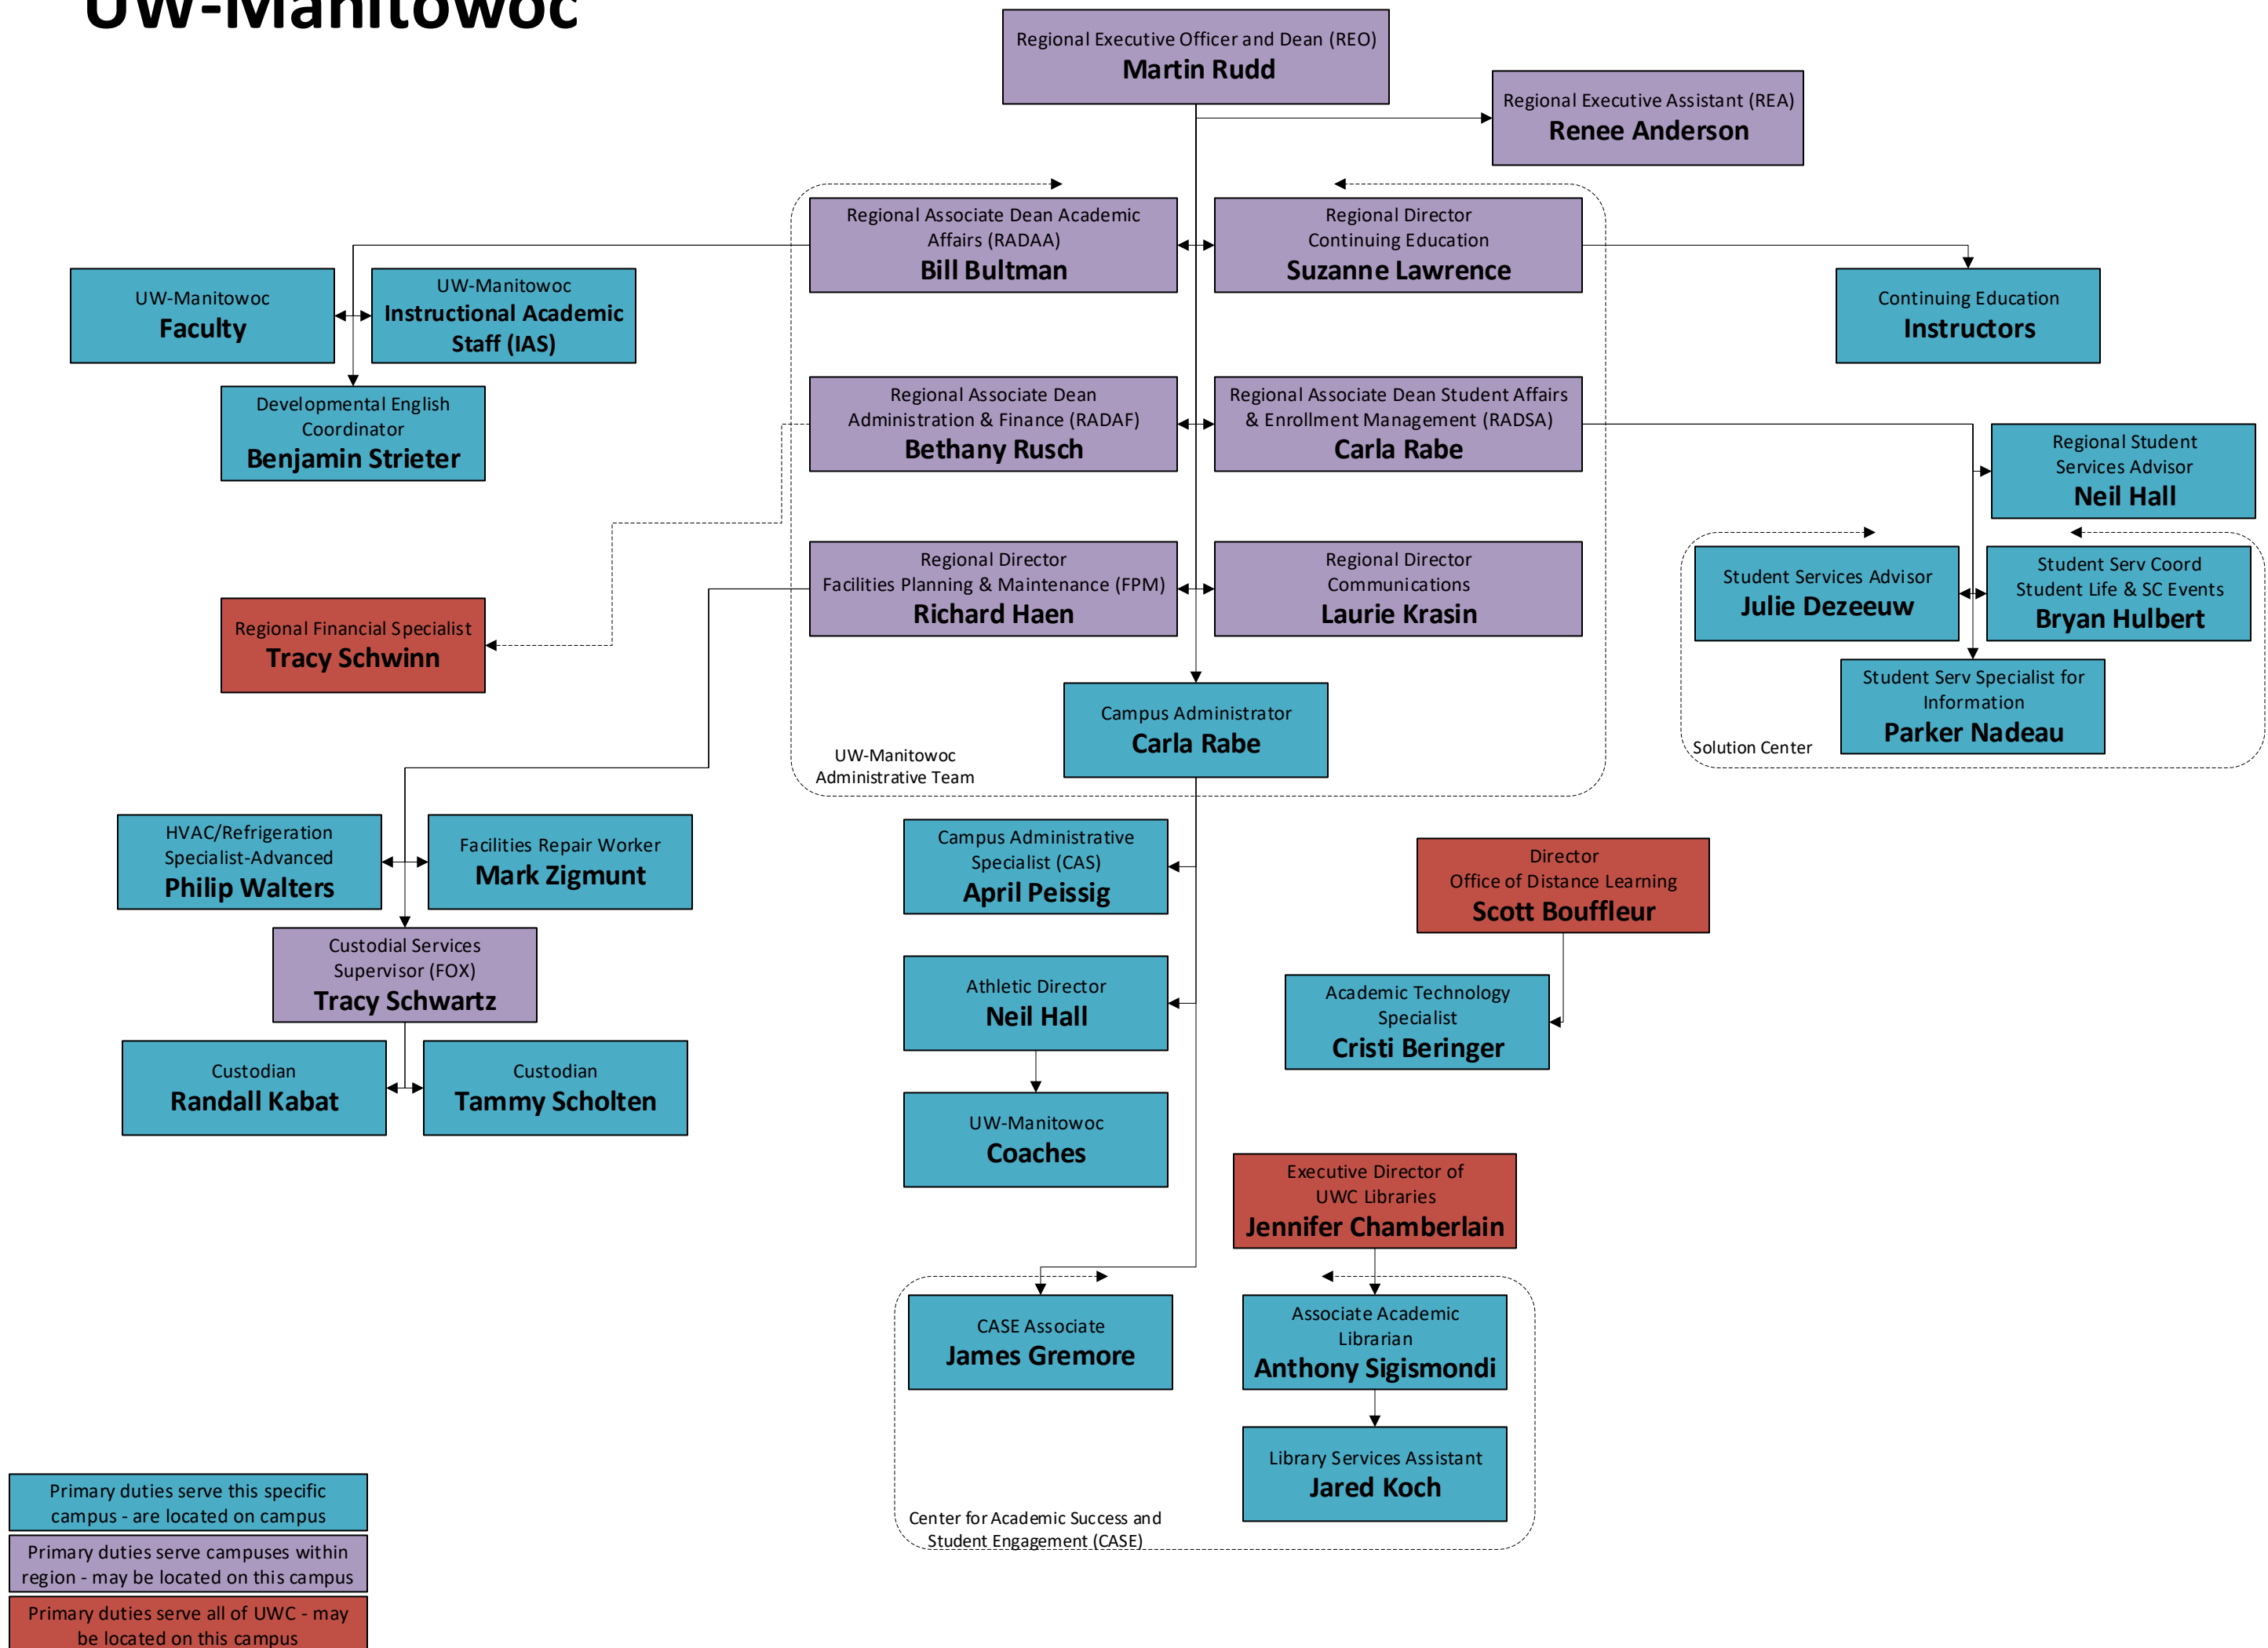 UW-Manitowoc
Regional Executive Officer and Dean (REO)
Martin Rudd
Regional Executive Assistant (REA)
Renee Anderson
Regional Associate Dean Academic
Affairs (RADAA)
Bill Bultman
Regional Director
Continuing Education
Suzanne Lawrence
UW-Manitowoc
Faculty
UW-Manitowoc
Instructional Academic
Staff (IAS)
Continuing Education
Instructors
Developmental English
Coordinator
Benjamin Strieter
Regional Associate Dean
Administration & Finance (RADAF)
Bethany Rusch
Regional Associate Dean Student Affairs
& Enrollment Management (RADSA)
Carla Rabe
Regional Student
Services Advisor
Neil Hall
Regional Financial Specialist
Tracy Schwinn
Regional Director
Facilities Planning & Maintenance (FPM)
Richard Haen
Regional Director
Communications
Laurie Krasin
Student Services Advisor
Julie Dezeeuw
Student Serv Coord
Student Life & SC Events
Bryan Hulbert
Student Serv Specialist for
Information
Parker Nadeau
Solution Center
Campus Administrator
Carla Rabe
UW-Manitowoc
Administrative Team
HVAC/Refrigeration
Specialist-Advanced
Philip Walters
Facilities Repair Worker
Mark Zigmunt
Campus Administrative
Specialist (CAS)
April Peissig
Director
Office of Distance Learning
Scott Bouffleur
Custodial Services
Supervisor (FOX)
Tracy Schwartz
Athletic Director
Neil Hall
Academic Technology
Specialist
Cristi Beringer
Custodian
Randall Kabat
Custodian
Tammy Scholten
UW-Manitowoc
Coaches
Executive Director of
UWC Libraries
Jennifer Chamberlain
CASE Associate
James Gremore
Associate Academic
Librarian
Anthony Sigismondi
Library Services Assistant
Jared Koch
Center for Academic Success and
Student Engagement (CASE)
Primary duties serve this specific
campus - are located on campus
Primary duties serve campuses within
region - may be located on this campus
Primary duties serve all of UWC - may
be located on this campus